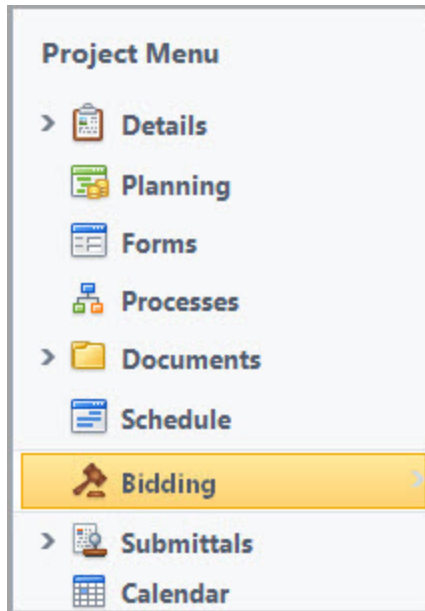 Project Menu
Details
Planning
Forms
Processes
Documents
Schedule
Bidding
Submittals
Calendar